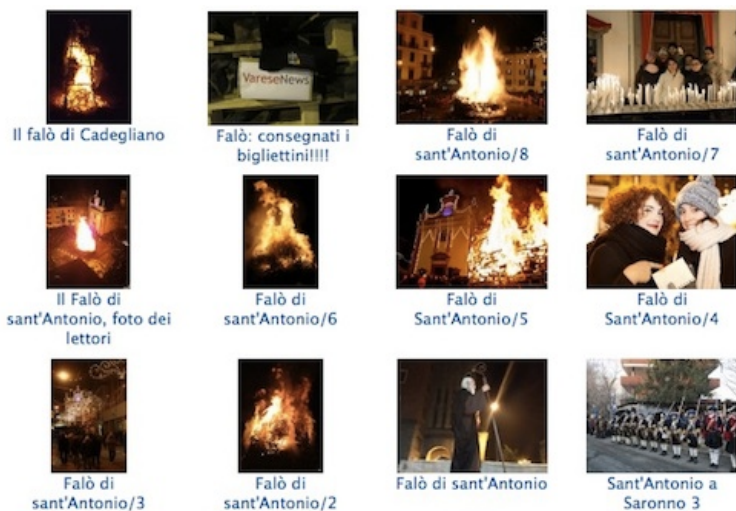 VareseNews
Il falò di Cadegliano
Falò: consegnati i
bigliettini!!!!
Falò di
sant'Antonio/8
Falò di
sant'Antonio/7
Il Falò di
sant'Antonio, foto dei
lettori
Falò di
sant'Antonio/6
Falò di
Sant'Antonio/5
Falò di
sant'Antonio/4
Falò di
sant'Antonio/3
Falò di
sant'Antonio/2
Falò di sant'Antonio
Sant'Antonio a
Saronno 3